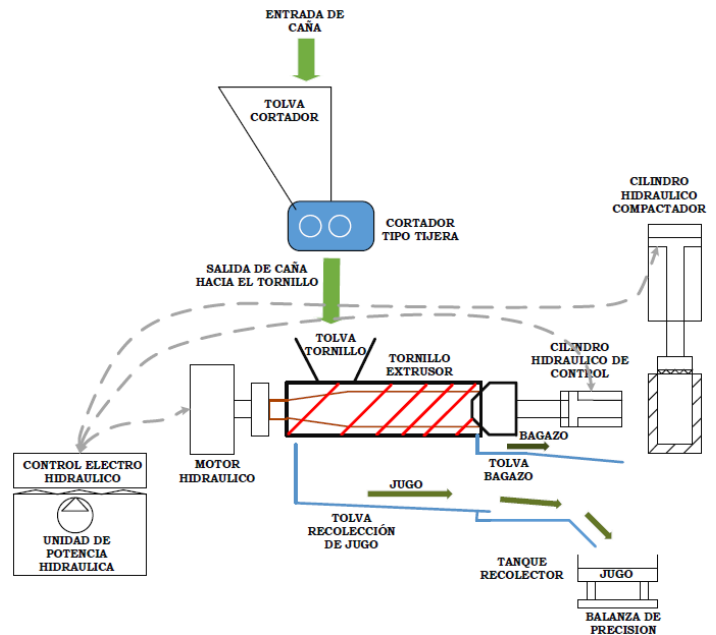 ENTRADA DE
CAÑA
TOLVA
CORTADOR
CILINDRO
HIDRAULICO
COMPACTADOR
CORTADOR
TIPO TIJERA
SALIDA DE CAÑA
HACIA EL TORNILLO
TOLVA
TORNILLO
TORNILLO
EXTRUSOR
CILINDRO
HIDRAULICO DE
CONTROL
BAGAZO
TOLVA
BAGAZO
MOTOR
HIDRAULICO
CONTROL ELECTRO
HIDRAULICO
UNIDAD DE
POTENCIA
HIDRAULICA
JUGO
TOLVA
RECOLECCIÓN
DE JUGO
TANQUE
RECOLECTOR
JUGO
BALANZA DE
PRECISION